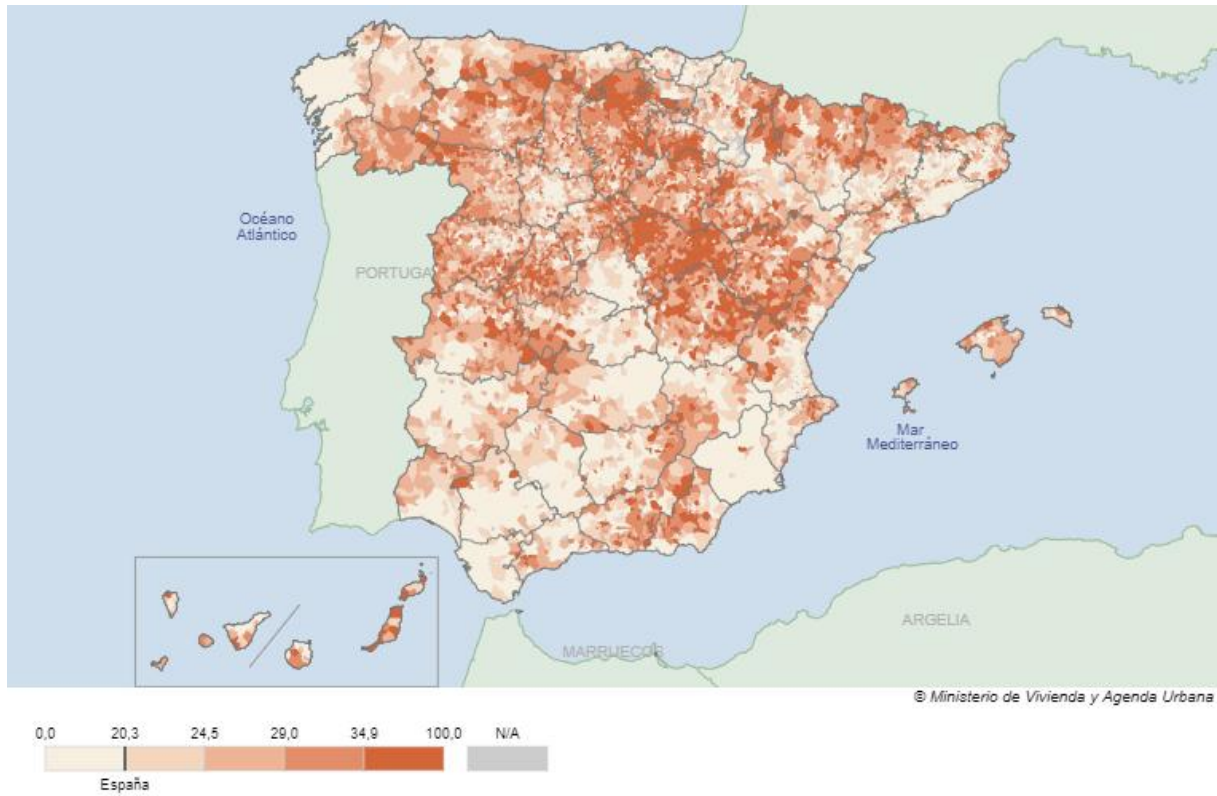 Océano
Atlántico
PORTUGA
Mar
Mediterráneo
ARGELIA
MARRUECOS
© Ministerio de Vivienda y Agenda Urbana
0,0 20,3 24,5 29,0 34,9 100,0 N/A
España